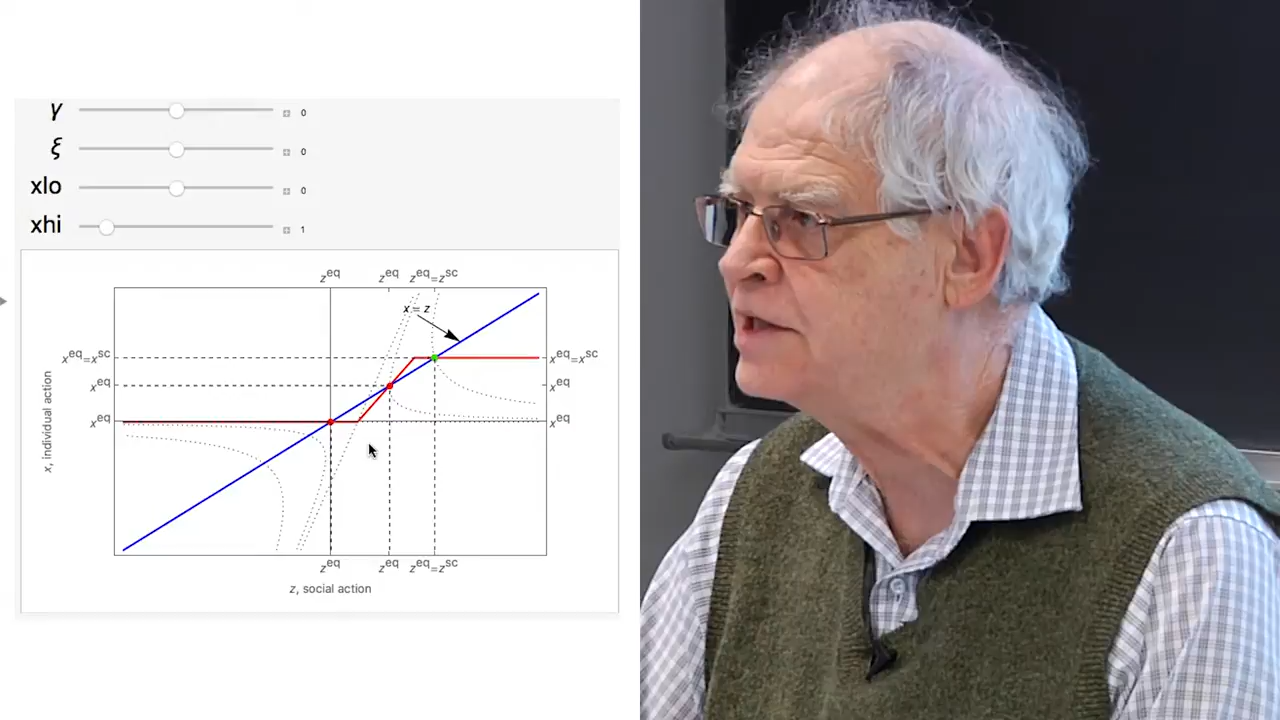 γ 0
ξ 0
xlo 0
xhi 1
z^eq z^eq z^eq=z^sc
x = z
x^eq=x^sc x^eq=x^sc
x^eq x^eq
x^eq x^eq
x, individual action
z^eq z^eq z^eq=z^sc
z, social action